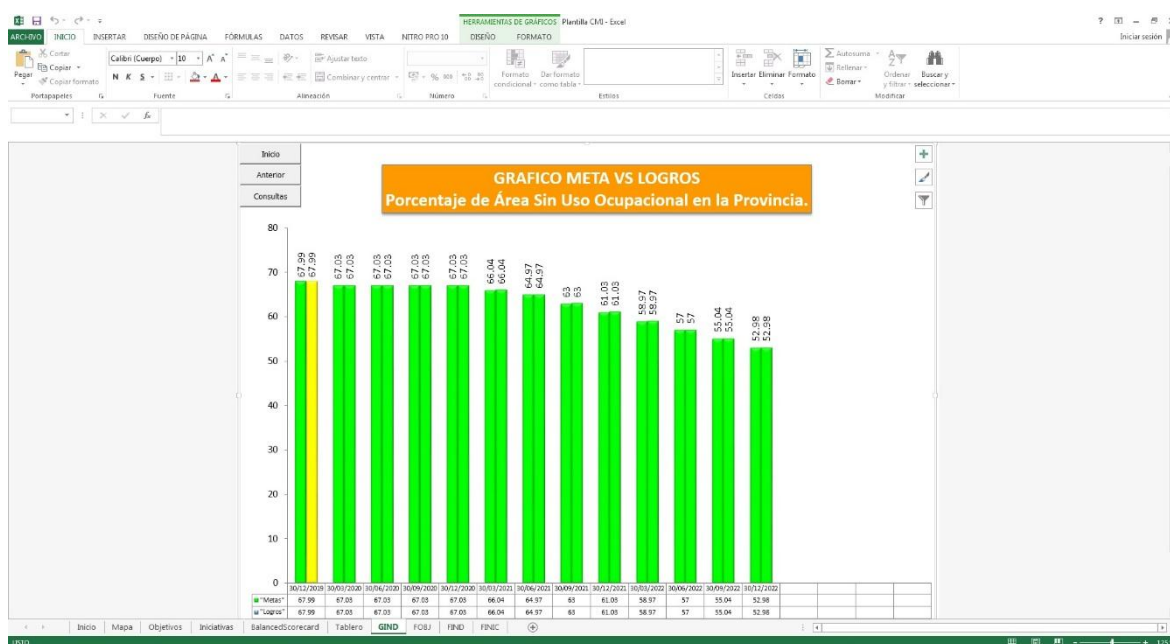 HERRAMIENTAS DE GRÁFICOS Plantilla CMI - Excel
ARCHIVO INICIO INSERTAR DISEÑO DE PÁGINA FÓRMULAS DATOS REVISAR VISTA NITRO PRO 10 DISEÑO FORMATO Iniciar sesión
Pegar
Cortar
Copiar
Copiar formato
Portapapeles
Calibri (Cuerpo) 10
N K S
Fuente
Ajustar texto
Combinar y centrar
Alineación
% 000
Número
Formato condicional
Dar formato como tabla
Estilos
Insertar Eliminar Formato
Celdas
Autosuma
Rellenar
Borrar
Ordenar y filtrar
Buscar y seleccionar
Modificar
fx
Inicio
Anterior
Consultas
GRAFICO META VS LOGROS
Porcentaje de Área Sin Uso Ocupacional en la Provincia.
80
70
60
50
40
30
20
10
0
67.99 67.99
67.03 67.03
67.03 67.03
67.03 67.03
67.03 67.03
66.04 66.04
64.97 64.97
63 63
61.03 61.03
58.97 58.97
57 57
55.04 55.04
52.98 52.98
30/12/2019 30/03/2020 30/06/2020 30/09/2020 30/12/2020 30/03/2021 30/06/2021 30/09/2021 30/12/2021 30/03/2022 30/06/2022 30/09/2022 30/12/2022
"Metas" 67.99 67.03 67.03 67.03 67.03 66.04 64.97 63 61.03 58.97 57 55.04 52.98
"Logros" 67.99 67.03 67.03 67.03 67.03 66.04 64.97 63 61.03 58.97 57 55.04 52.98
Inicio Mapa Objetivos Iniciativas BalancedScorecard Tablero GIND FOBJ FIND FINIC
LISTO